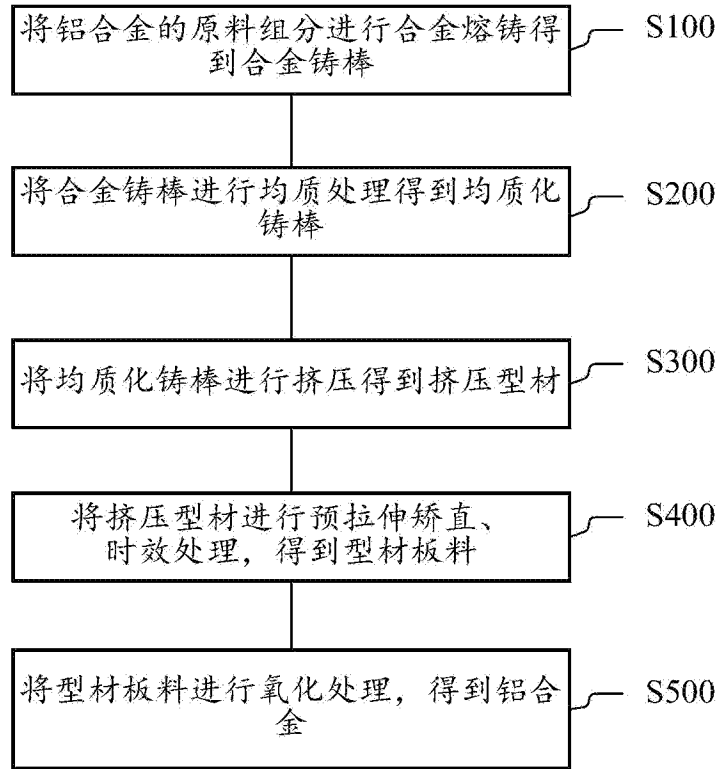 将铝合金的原料组分进行合金熔铸得
到合金铸棒
S100
将合金铸棒进行均质处理得到均质化
铸棒
S200
将均质化铸棒进行挤压得到挤压型材
S300
将挤压型材进行预拉伸矫直、
时效处理，得到型材板料
S400
将型材板料进行氧化处理，得到铝合
金
S500